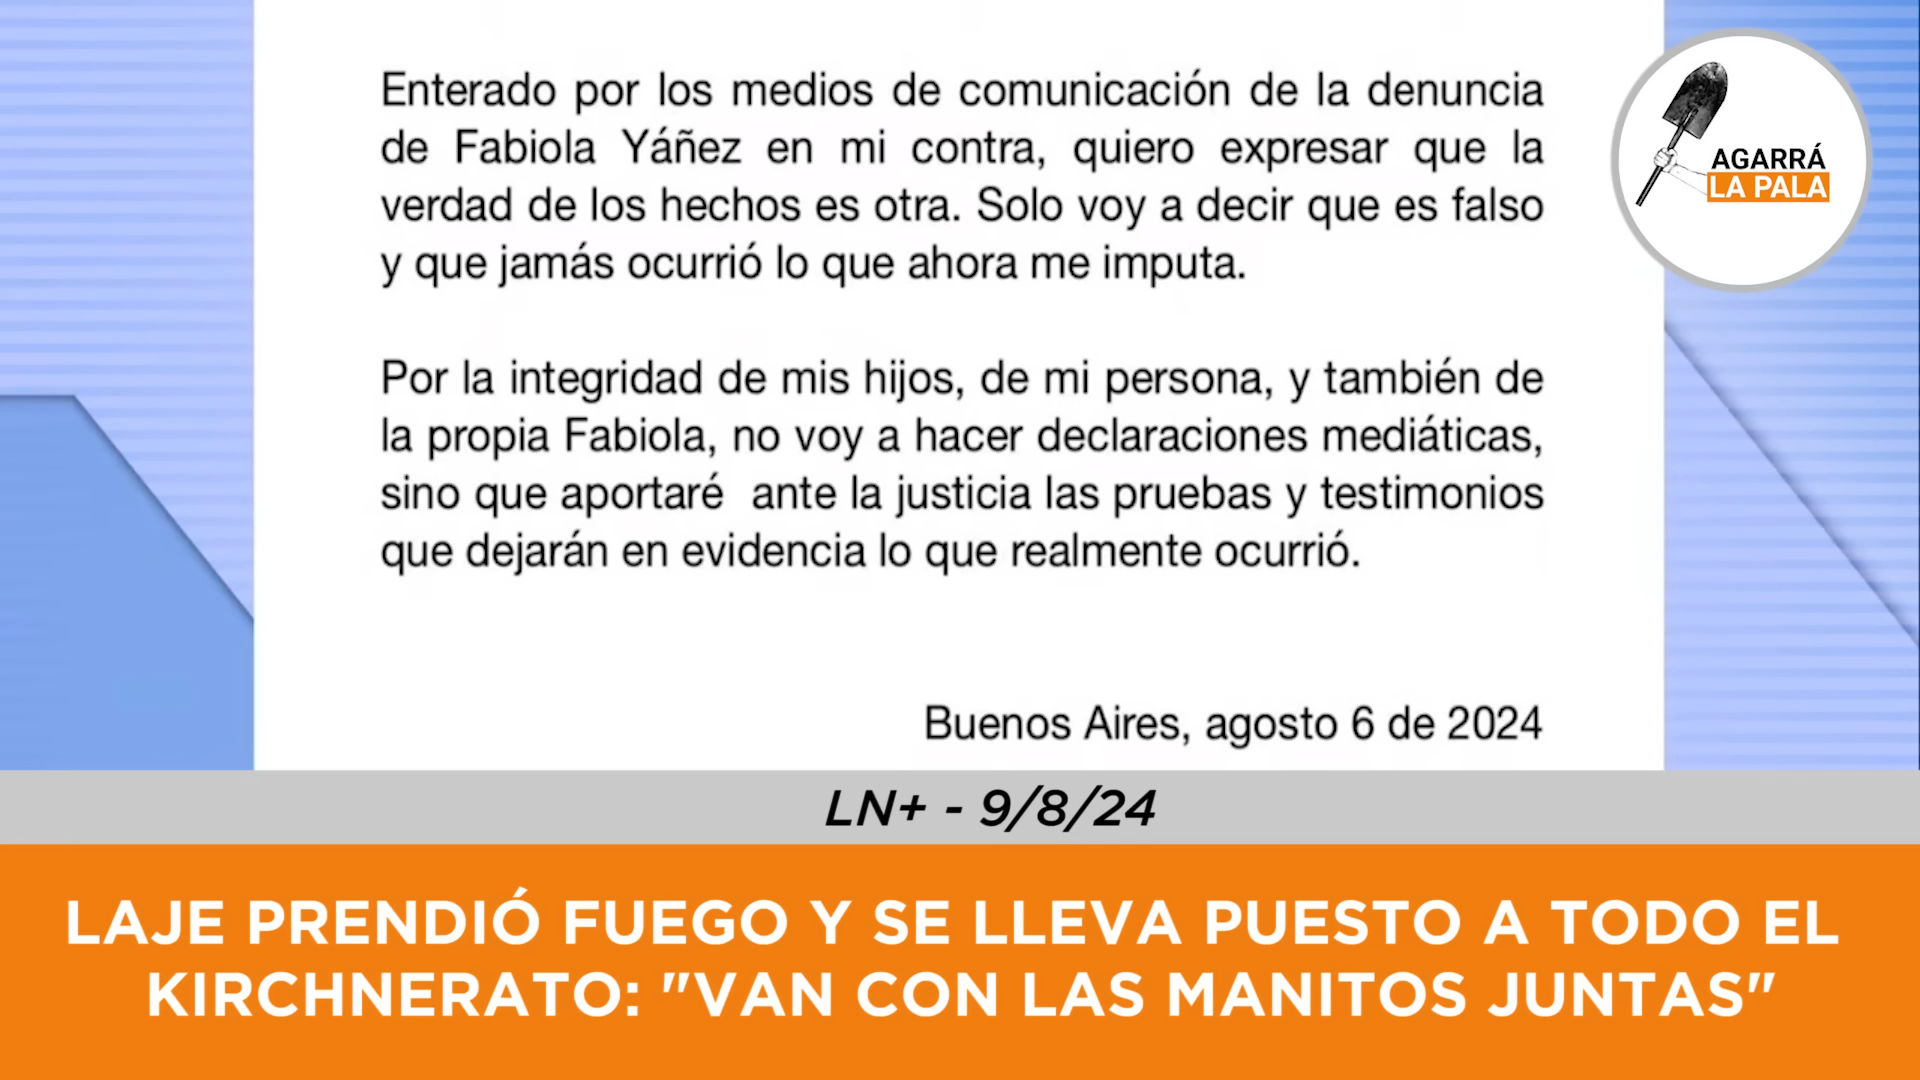 Enterado por los medios de comunicación de la denuncia
de Fabiola Yáñez en mi contra, quiero expresar que la
verdad de los hechos es otra. Solo voy a decir que es falso
y que jamás ocurrió lo que ahora me imputa.
Por la integridad de mis hijos, de mi persona, y también de
la propia Fabiola, no voy a hacer declaraciones mediáticas,
sino que aportaré ante la justicia las pruebas y testimonios
que dejarán en evidencia lo que realmente ocurrió.
Buenos Aires, agosto 6 de 2024
AGARRÁ
LA PALA
LN+ - 9/8/24
LAJE PRENDIÓ FUEGO Y SE LLEVA PUESTO A TODO EL
KIRCHNERATO: "VAN CON LAS MANITOS JUNTAS"